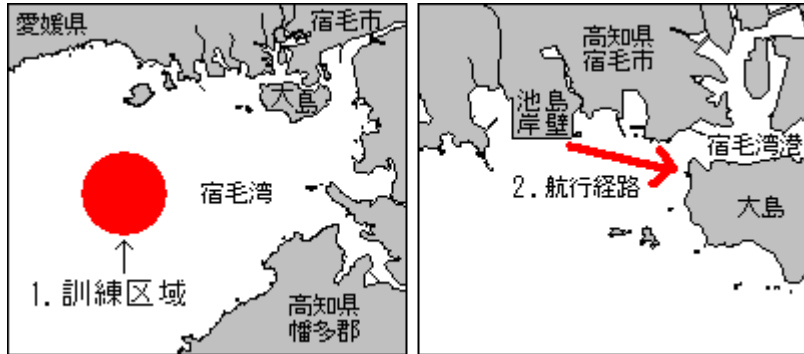 愛媛県
宿毛市
大島
宿毛湾
1.訓練区域
高知県
幡多郡
高知県
宿毛市
池島
岸壁
宿毛湾港
2.航行経路
大島